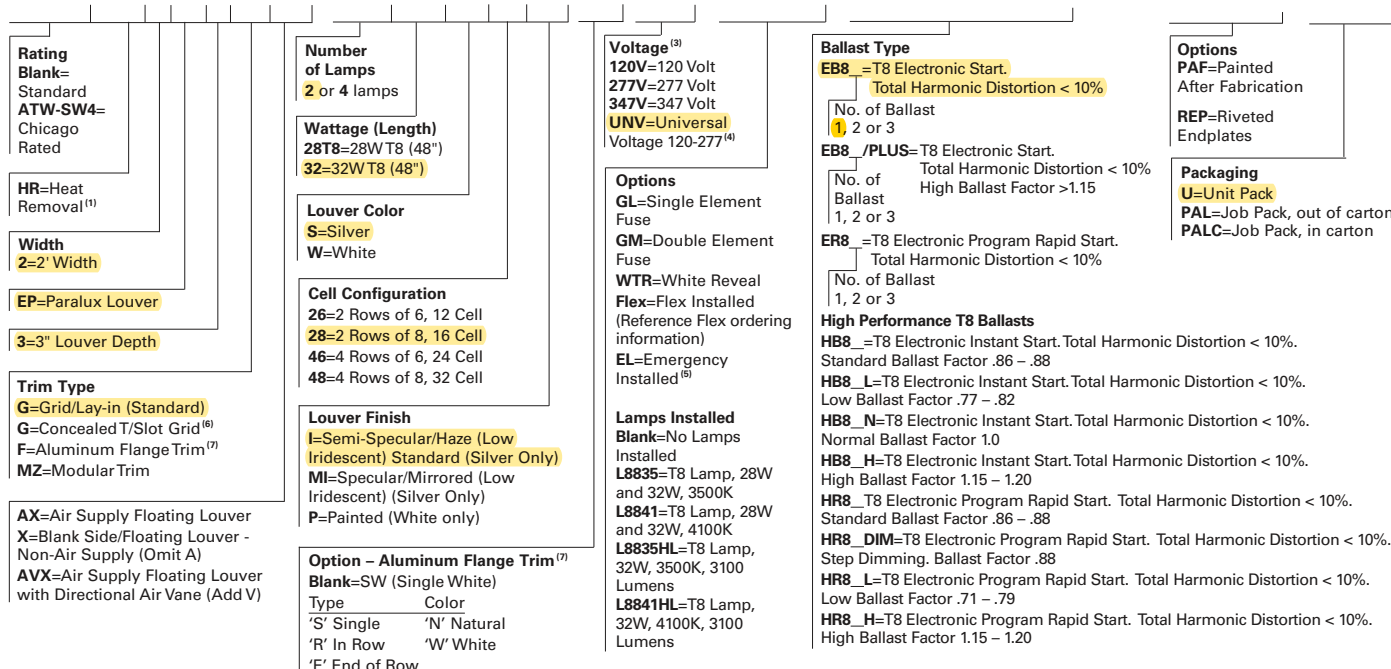 Rating
Blank=
Standard
ATW-SW4=
Chicago
Rated
HR=Heat
Removal (1)
Width
2=2' Width
EP=Paralux Louver
3=3" Louver Depth
Trim Type
G=Grid/Lay-in (Standard)
G=Concealed T/Slot Grid (6)
F=Aluminum Flange Trim (7)
MZ=Modular Trim
AX=Air Supply Floating Louver
X=Blank Side/Floating Louver -
Non-Air Supply (Omit A)
AVX=Air Supply Floating Louver
with Directional Air Vane (Add V)
Number
of Lamps
2 or 4 lamps
Wattage (Length)
28T8=28W T8 (48")
32=32W T8 (48")
Louver Color
S=Silver
W=White
Cell Configuration
26=2 Rows of 6, 12 Cell
28=2 Rows of 8, 16 Cell
46=4 Rows of 6, 24 Cell
48=4 Rows of 8, 32 Cell
Louver Finish
I=Semi-Specular/Haze (Low
Iridescent) Standard (Silver Only)
MI=Specular/Mirrored (Low
Iridescent) (Silver Only)
P=Painted (White only)
Option – Aluminum Flange Trim (7)
Blank=SW (Single White)
Type Color
'S' Single 'N' Natural
'R' In Row 'W' White
'E' End of Row
Voltage (3)
120V=120 Volt
277V=277 Volt
347V=347 Volt
UNV=Universal
Voltage 120-277 (4)
Options
GL=Single Element
Fuse
GM=Double Element
Fuse
WTR=White Reveal
Flex=Flex Installed
(Reference Flex ordering
information)
EL=Emergency
Installed (5)
Lamps Installed
Blank=No Lamps
Installed
L8835=T8 Lamp, 28W
and 32W, 3500K
L8841=T8 Lamp, 28W
and 32W, 4100K
L8835HL=T8 Lamp,
32W, 3500K, 3100
Lumens
L8841HL=T8 Lamp,
32W, 4100K, 3100
Lumens
Ballast Type
EB8_=T8 Electronic Start.
Total Harmonic Distortion < 10%
No. of Ballast
1, 2 or 3
EB8_/PLUS=T8 Electronic Start.
Total Harmonic Distortion < 10%
High Ballast Factor >1.15
No. of
Ballast
1, 2 or 3
ER8_=T8 Electronic Program Rapid Start.
Total Harmonic Distortion < 10%
No. of Ballast
1, 2 or 3
High Performance T8 Ballasts
HB8_=T8 Electronic Instant Start. Total Harmonic Distortion < 10%.
Standard Ballast Factor .86 – .88
HB8_L=T8 Electronic Instant Start. Total Harmonic Distortion < 10%.
Low Ballast Factor .77 – .82
HB8_N=T8 Electronic Instant Start. Total Harmonic Distortion < 10%.
Normal Ballast Factor 1.0
HB8_H=T8 Electronic Instant Start. Total Harmonic Distortion < 10%.
High Ballast Factor 1.15 – 1.20
HR8_T8 Electronic Program Rapid Start. Total Harmonic Distortion < 10%.
Standard Ballast Factor .86 – .88
HR8_DIM=T8 Electronic Program Rapid Start. Total Harmonic Distortion < 10%.
Step Dimming. Ballast Factor .88
HR8_L=T8 Electronic Program Rapid Start. Total Harmonic Distortion < 10%.
Low Ballast Factor .71 – .79
HR8_H=T8 Electronic Program Rapid Start. Total Harmonic Distortion < 10%.
High Ballast Factor 1.15 – 1.20
Options
PAF=Painted
After Fabrication
REP=Riveted
Endplates
Packaging
U=Unit Pack
PAL=Job Pack, out of carton
PALC=Job Pack, in carton